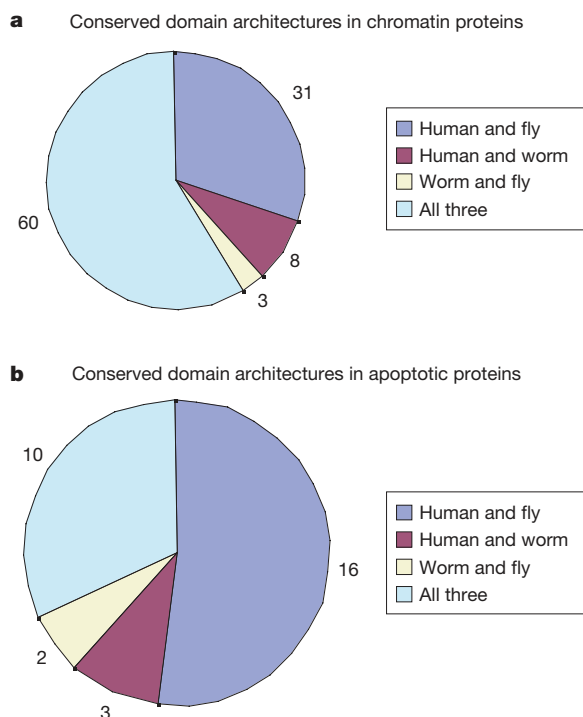 a Conserved domain architectures in chromatin proteins
31
Human and fly
Human and worm
Worm and fly
All three
60
8
3
b Conserved domain architectures in apoptotic proteins
10
Human and fly
Human and worm
Worm and fly
All three
16
2
3